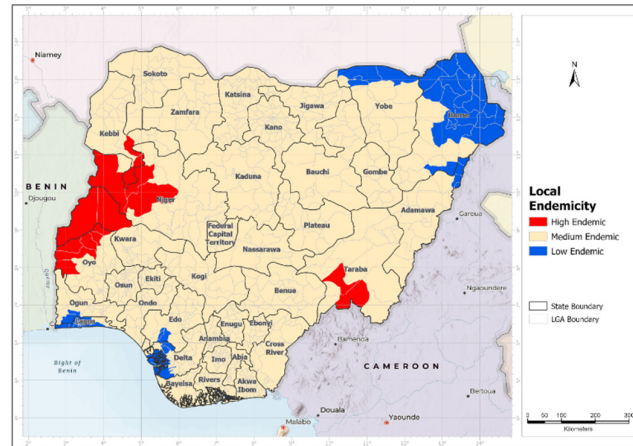 Niamey
Sokoto
Katsina
Jigawa
Yobe
Borno
Zamfara
Kano
Kebbi
BENIN
Djougou
Niger
Kaduna
Bauchi
Gombe
Adamawa
Garoua
Federal
Capital
Territory
Plateau
Kwara
Nassarawa
Oyo
Taraba
Osun
Ekiti
Kogi
Benue
Ngaoundere
Ogun
Ondo
Lagos
Edo
Enugu
Ebonyi
Anambra
Cross
River
Bamenda
Bight of
Benin
Delta
Imo
Abia
CAMEROON
Bayelsa
Rivers
Akwa
Ibom
Bertoua
Douala
Yaounde
Malabo
N
Local
Endemicity
High Endemic
Medium Endemic
Low Endemic
State Boundary
LGA Boundary
0 50 100 200 300
Kilometers